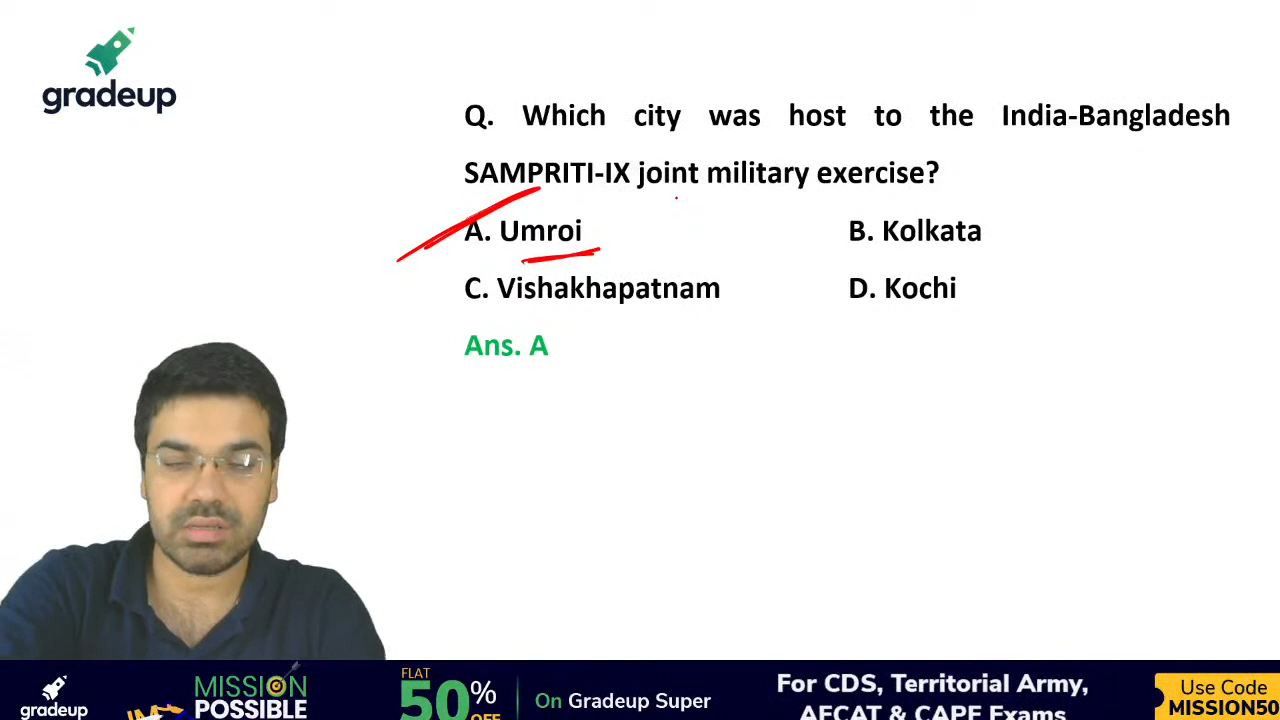 gradeup
Q. Which city was host to the India-Bangladesh
SAMPRITI-IX joint military exercise?
A. Umroi B. Kolkata
C. Vishakhapatnam D. Kochi
Ans. A
gradeup
MISSION
POSSIBLE
FLAT
50% OFF
On Gradeup Super
For CDS, Territorial Army,
AFCAT & CAPF Exams
Use Code
MISSION50